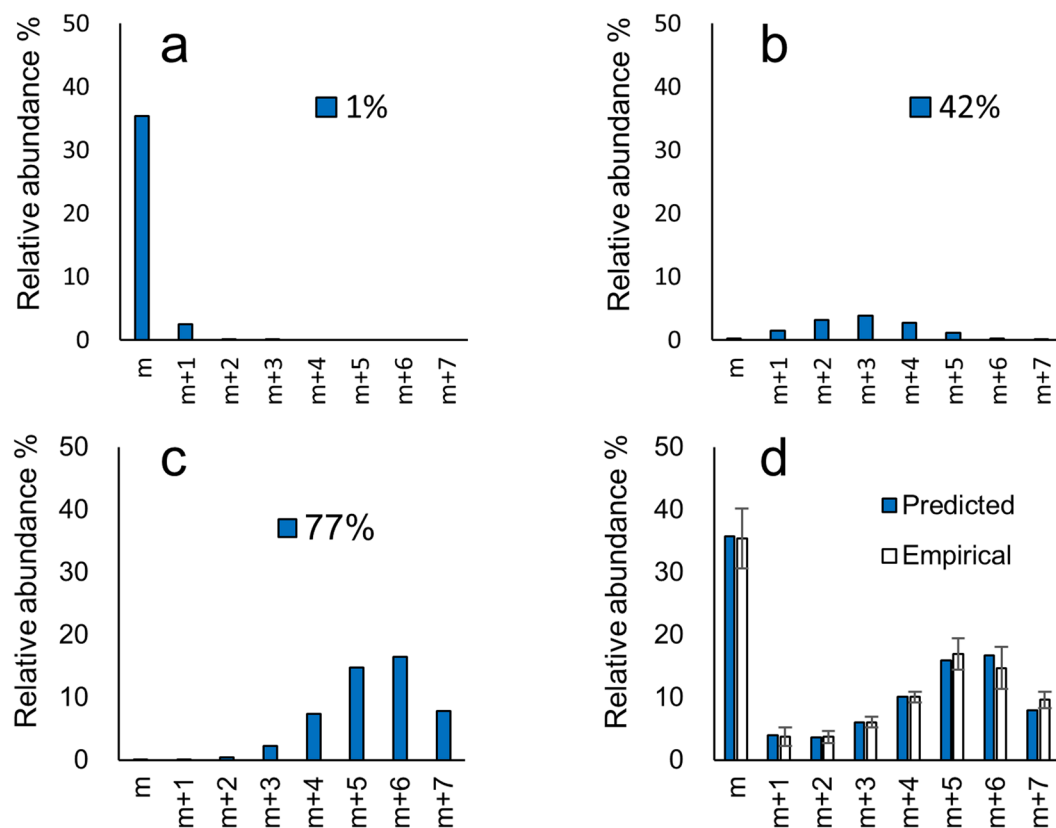 a
Relative abundance %
50
40
30
20
10
0
1%
m
m+1
m+2
m+3
m+4
m+5
m+6
m+7
b
Relative abundance %
50
40
30
20
10
0
42%
m
m+1
m+2
m+3
m+4
m+5
m+6
m+7
c
Relative abundance %
50
40
30
20
10
0
77%
m
m+1
m+2
m+3
m+4
m+5
m+6
m+7
d
Relative abundance %
50
40
30
20
10
0
Predicted
Empirical
m
m+1
m+2
m+3
m+4
m+5
m+6
m+7